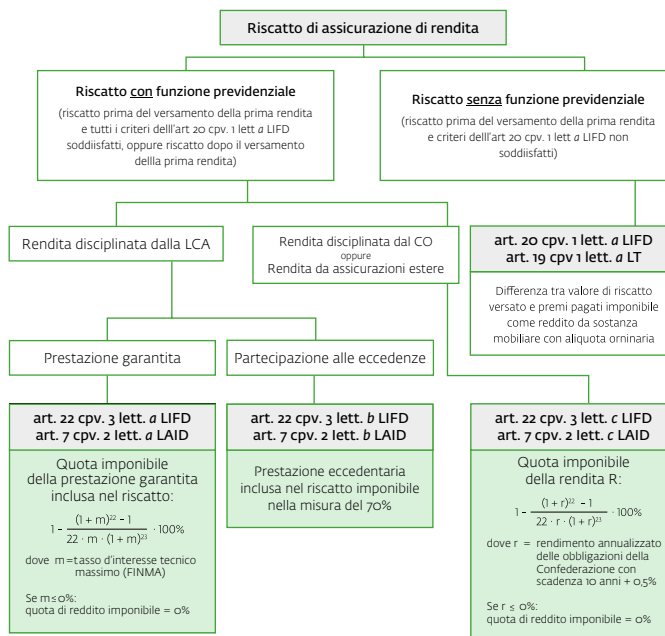 Riscatto di assicurazione di rendita
Riscatto con funzione previdenziale
(riscatto prima del versamento della prima rendita
e tutti i criteri delll'art 20 cpv. 1 lett a LIFD
soddiisfatti, oppure riscatto dopo il versamento
dellla prima rendita)
Riscatto senza funzione previdenziale
(riscatto prima del versamento della prima rendita
e criteri delll'art 20 cpv. 1 lett a LIFD non
soddiisfatti)
Rendita disciplinata dalla LCA
Rendita disciplinata dal CO
oppure
Rendita da assicurazioni estere
art. 20 cpv. 1 lett. a LIFD
art. 19 cpv 1 lett. a LT
Differenza tra valore di riscatto
versato e premi pagati imponibile
come reddito da sostanza
mobiliare con aliquota orninaria
Prestazione garantita
Partecipazione alle eccedenze
art. 22 cpv. 3 lett. a LIFD
art. 7 cpv. 2 lett. a LAID
Quota imponibile
della prestazione garantita
inclusa nel riscatto:
1 - (1 + m)²² - 1 / 22 · m · (1 + m)²³ · 100%
dove m = tasso d'interesse tecnico
massimo (FINMA)
Se m ≤ 0%:
quota di reddito imponibile = 0%
art. 22 cpv. 3 lett. b LIFD
art. 7 cpv. 2 lett. b LAID
Prestazione eccedentaria
inclusa nel riscatto imponibile
nella misura del 70%
art. 22 cpv. 3 lett. c LIFD
art. 7 cpv. 2 lett. c LAID
Quota imponibile
della rendita R:
1 - (1 + r)²² - 1 / 22 · r · (1 + r)²³ · 100%
dove r = rendimento annualizzato
delle obbligazioni della
Confederazione con
scadenza 10 anni + 0,5%
Se r ≤ 0%:
quota di reddito imponibile = 0%